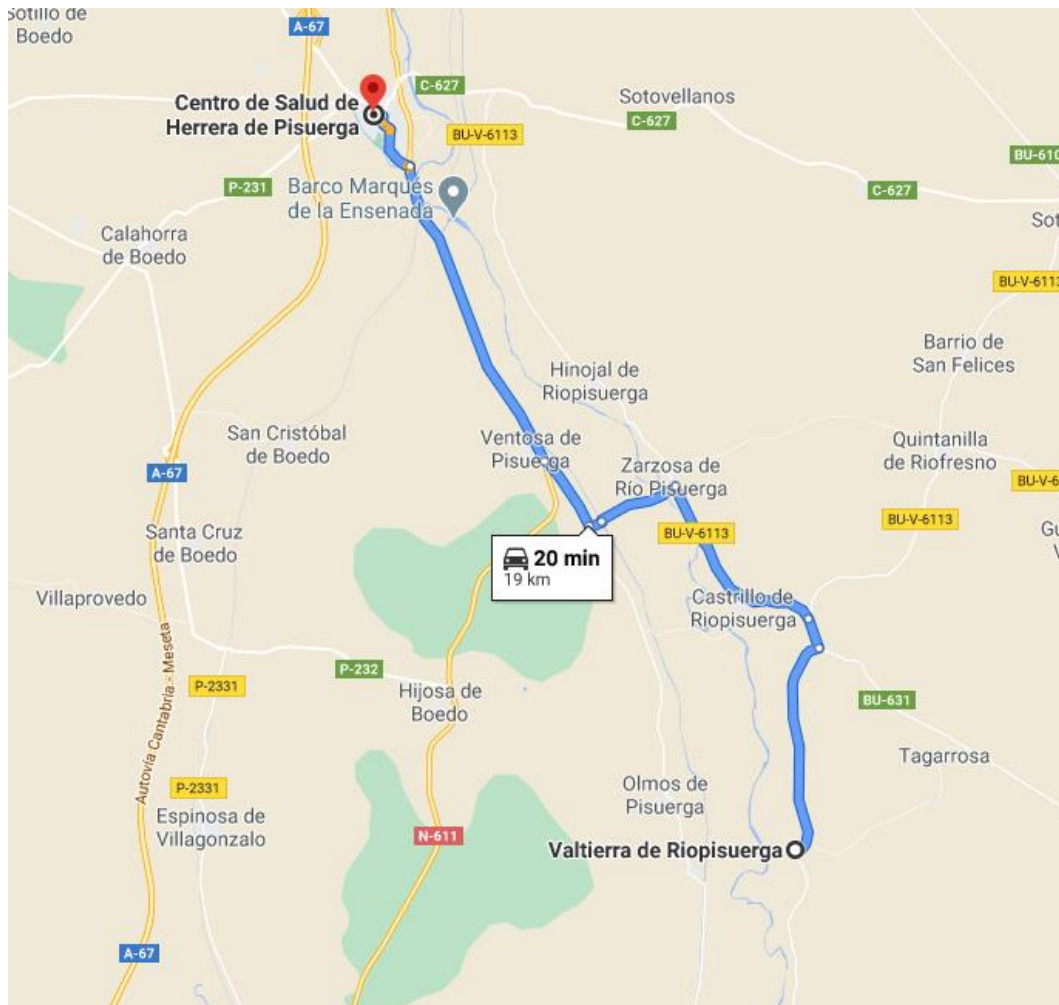 Sotillo de
Boedo
A-67
Centro de Salud de
Herrera de Pisuerga
C-627
Sotovellanos
C-627
BU-V-6113
BU-610
P-231
Barco Marqués
de la Ensenada
C-627
Sot
Calahorra
de Boedo
BU-V-6113
Barrio de
San Felices
Hinojal de
Riopisuerga
San Cristóbal
de Boedo
Ventosa de
Pisuerga
Quintanilla
de Riofresno
A-67
Zarzosa de
Río Pisuerga
BU-V-6
BU-V-6113
BU-V-6113
Santa Cruz
de Boedo
Gu
V
20 min
19 km
Villaprovedo
Castrillo de
Riopisuerga
P-232
P-2331
Hijosa de
Boedo
BU-631
Autovía Cantabria - Meseta
Tagarrosa
P-2331
Olmos de
Pisuerga
Espinosa de
Villagonzalo
N-611
Valtierra de Riopisuerga
A-67